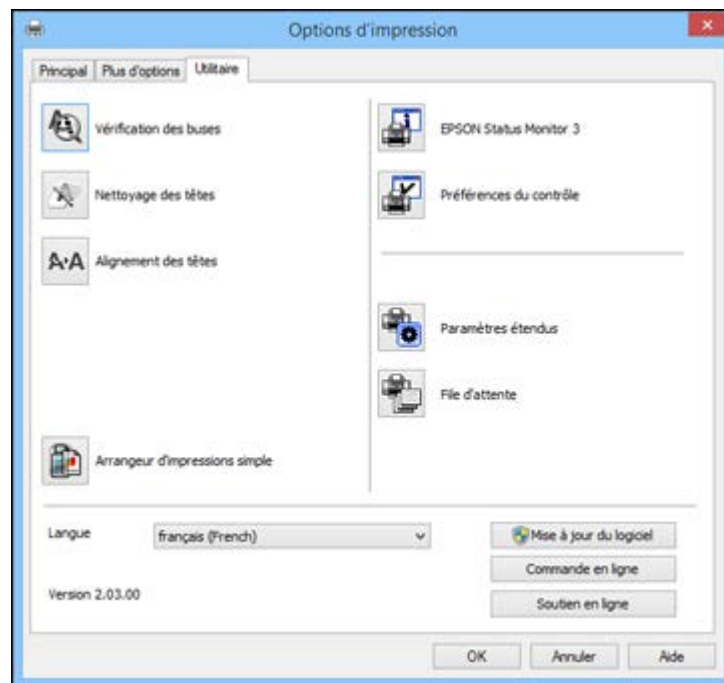 Options d'impression
Principal
Plus d'options
Utilitaire
Vérification des buses
Nettoyage des têtes
A·A Alignement des têtes
Arrangeur d'impressions simple
EPSON Status Monitor 3
Préférences du contrôle
Paramètres étendus
File d'attente
Langue
français (French)
Version 2.03.00
Mise à jour du logiciel
Commande en ligne
Soutien en ligne
OK
Annuler
Aide